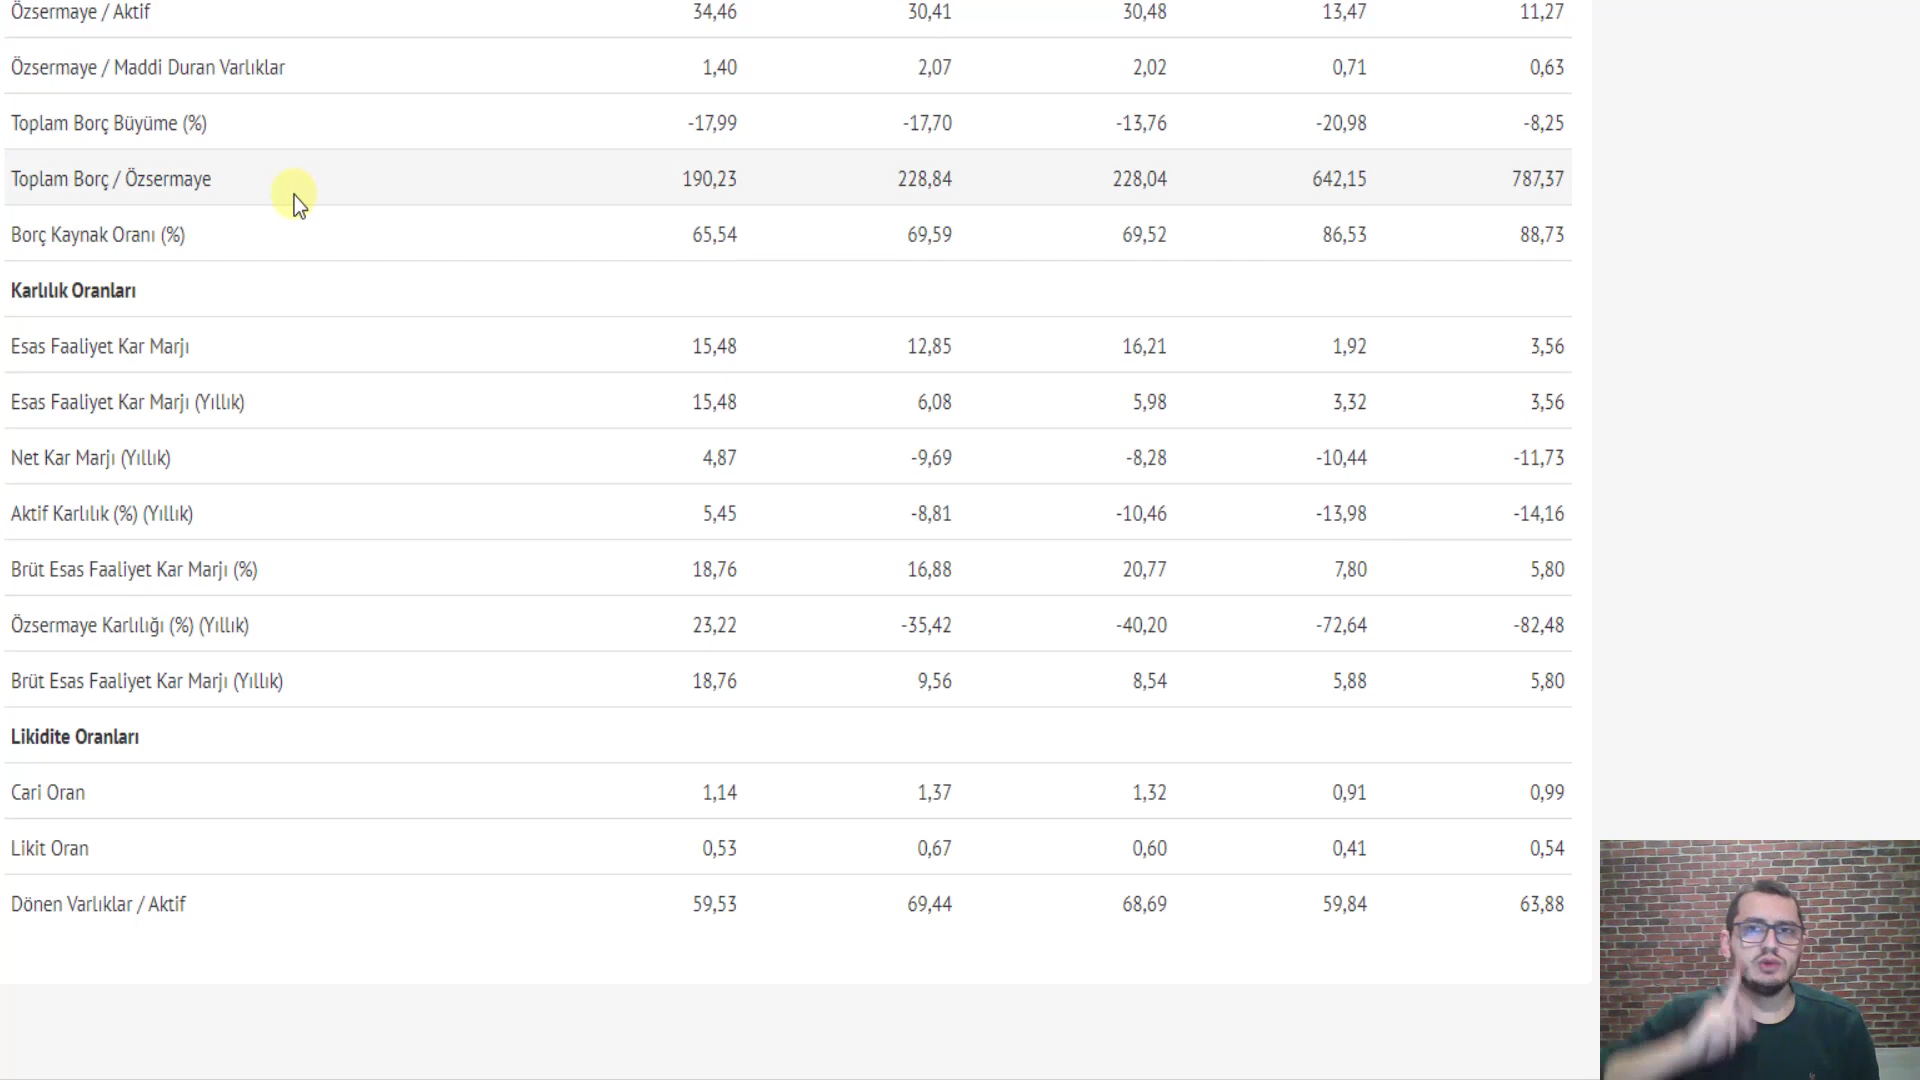 Özsermaye / Aktif 34,46 30,41 30,48 13,47 11,27
Özsermaye / Maddi Duran Varlıklar 1,40 2,07 2,02 0,71 0,63
Toplam Borç Büyüme (%) -17,99 -17,70 -13,76 -20,98 -8,25
Toplam Borç / Özsermaye 190,23 228,84 228,04 642,15 787,37
Borç Kaynak Oranı (%) 65,54 69,59 69,52 86,53 88,73
Karlılık Oranları
Esas Faaliyet Kar Marjı 15,48 12,85 16,21 1,92 3,56
Esas Faaliyet Kar Marjı (Yıllık) 15,48 6,08 5,98 3,32 3,56
Net Kar Marjı (Yıllık) 4,87 -9,69 -8,28 -10,44 -11,73
Aktif Karlılık (%) (Yıllık) 5,45 -8,81 -10,46 -13,98 -14,16
Brüt Esas Faaliyet Kar Marjı (%) 18,76 16,88 20,77 7,80 5,80
Özsermaye Karlılığı (%) (Yıllık) 23,22 -35,42 -40,20 -72,64 -82,48
Brüt Esas Faaliyet Kar Marjı (Yıllık) 18,76 9,56 8,54 5,88 5,80
Likidite Oranları
Cari Oran 1,14 1,37 1,32 0,91 0,99
Likit Oran 0,53 0,67 0,60 0,41 0,54
Dönen Varlıklar / Aktif 59,53 69,44 68,69 59,84 63,88